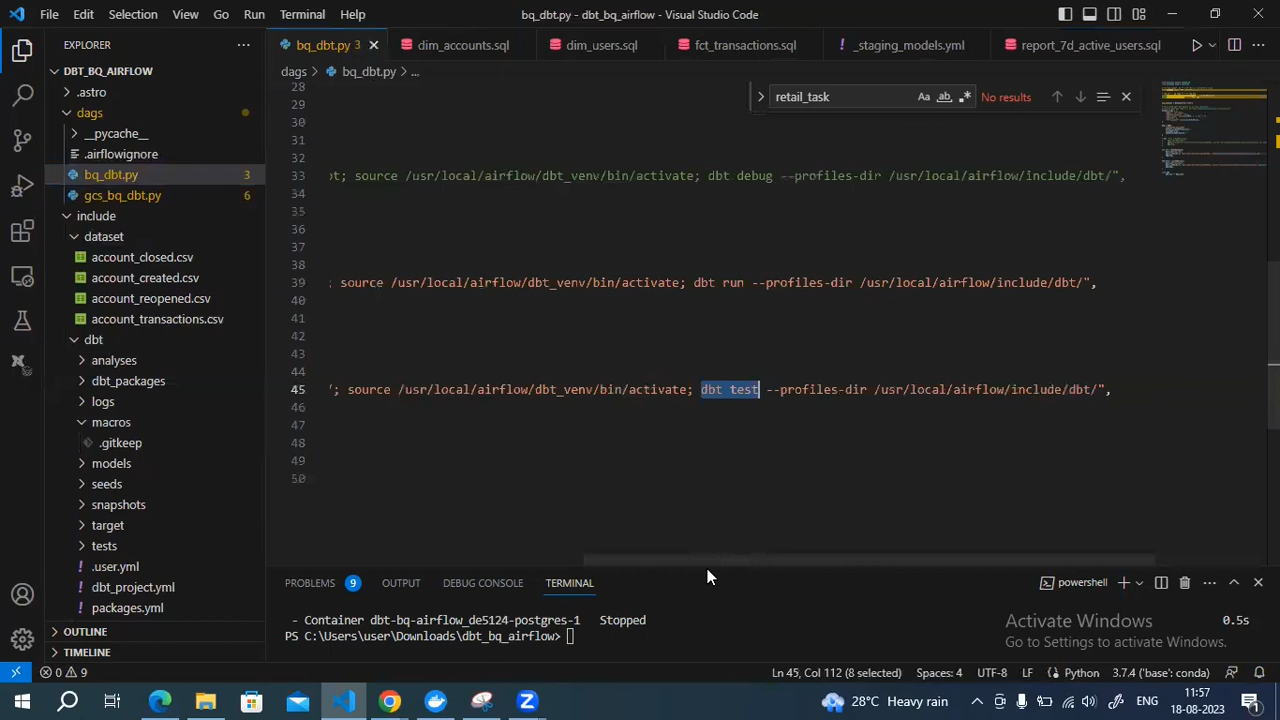 File Edit Selection View Go Run Terminal Help
bq_dbt.py - dbt_bq_airflow - Visual Studio Code
EXPLORER
DBT_BQ_AIRFLOW
.astro
dags
__pycache__
.airflowignore
bq_dbt.py 3
gcs_bq_dbt.py 6
include
dataset
account_closed.csv
account_created.csv
account_reopened.csv
account_transactions.csv
dbt
analyses
dbt_packages
logs
macros
.gitkeep
models
seeds
snapshots
target
tests
.user.yml
dbt_project.yml
packages.yml
OUTLINE
TIMELINE
bq_dbt.py 3 dim_accounts.sql dim_users.sql fct_transactions.sql _staging_models.yml report_7d_active_users.sql
dags > bq_dbt.py > ...
retail_task Aa ab .* No results
28
29
30
31
32
33 bt; source /usr/local/airflow/dbt_venv/bin/activate; dbt debug --profiles-dir /usr/local/airflow/include/dbt/",
34
35
36
37
38
39 ; source /usr/local/airflow/dbt_venv/bin/activate; dbt run --profiles-dir /usr/local/airflow/include/dbt/",
40
41
42
43
44
45 /; source /usr/local/airflow/dbt_venv/bin/activate; dbt test --profiles-dir /usr/local/airflow/include/dbt/",
46
47
48
49
50
PROBLEMS 9 OUTPUT DEBUG CONSOLE TERMINAL powershell
- Container dbt-bq-airflow_de5124-postgres-1 Stopped 0.5s
PS C:\Users\user\Downloads\dbt_bq_airflow>
Activate Windows
Go to Settings to activate Windows.
0 9 Ln 45, Col 112 (8 selected) Spaces: 4 UTF-8 LF Python 3.7.4 ('base': conda)
28°C Heavy rain ENG 11:57
18-08-2023 1